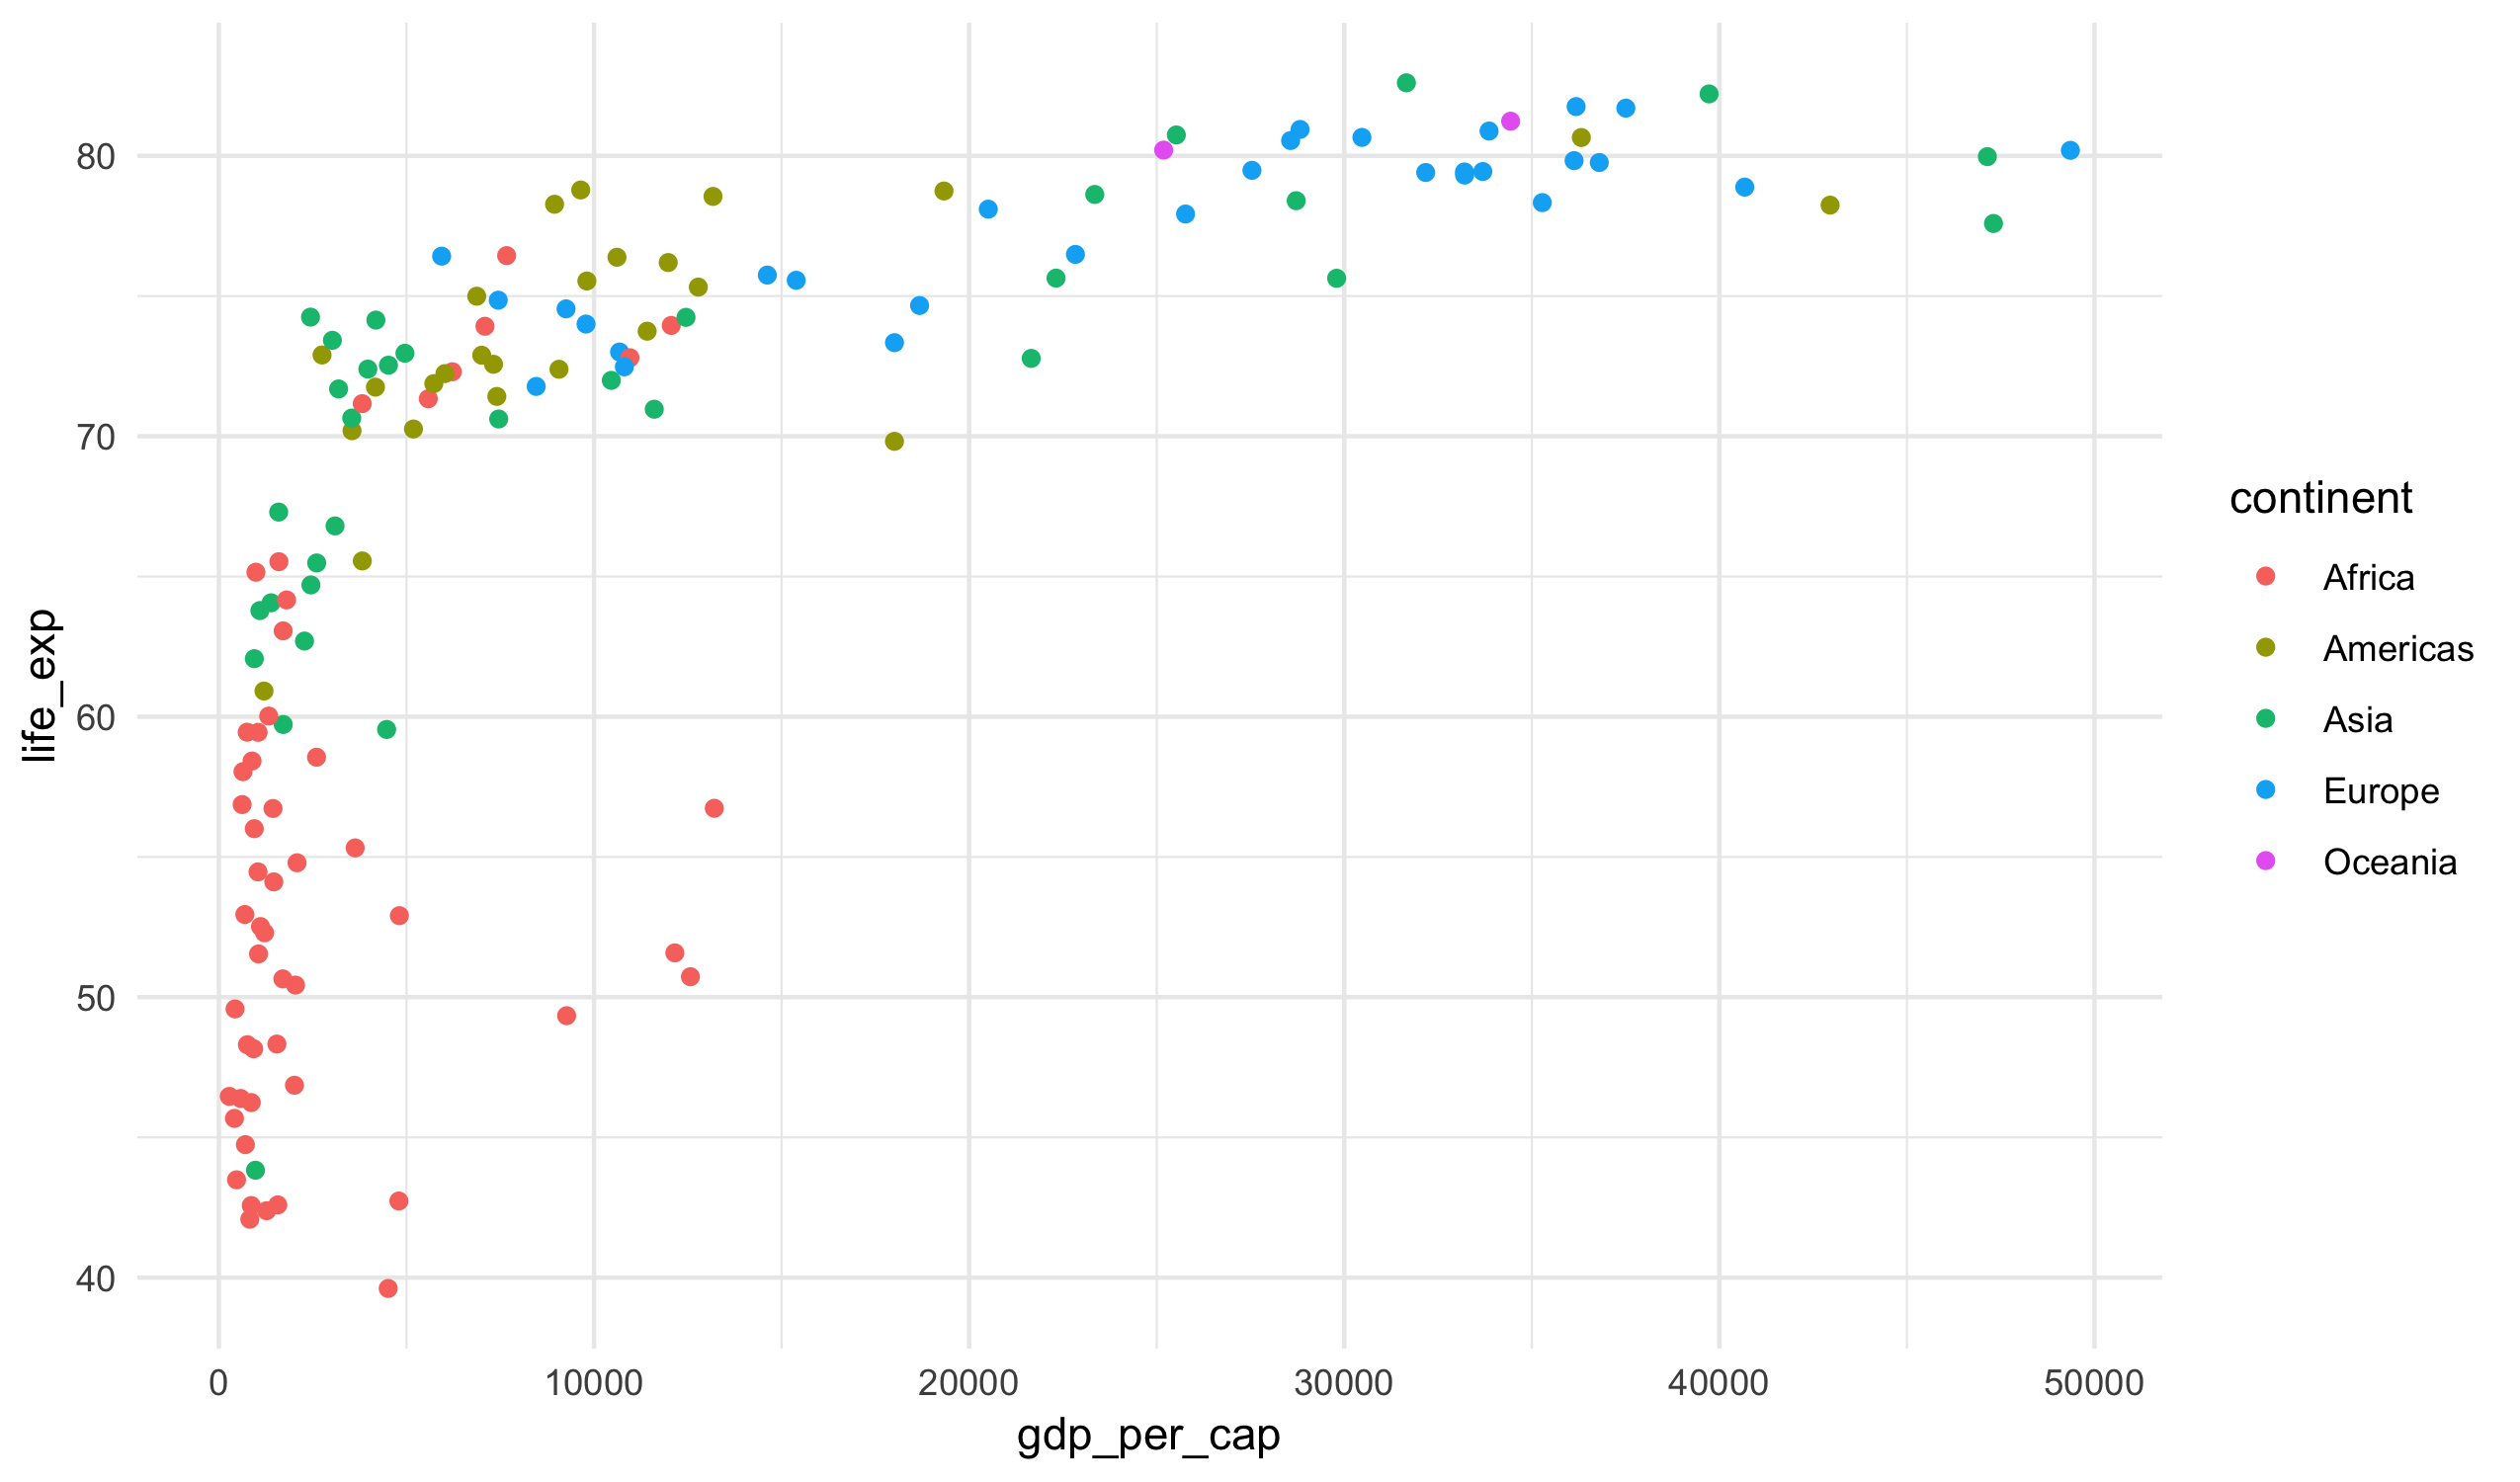 life_exp
80
70
60
50
40
0 10000 20000 30000 40000 50000
gdp_per_cap
continent
Africa
Americas
Asia
Europe
Oceania